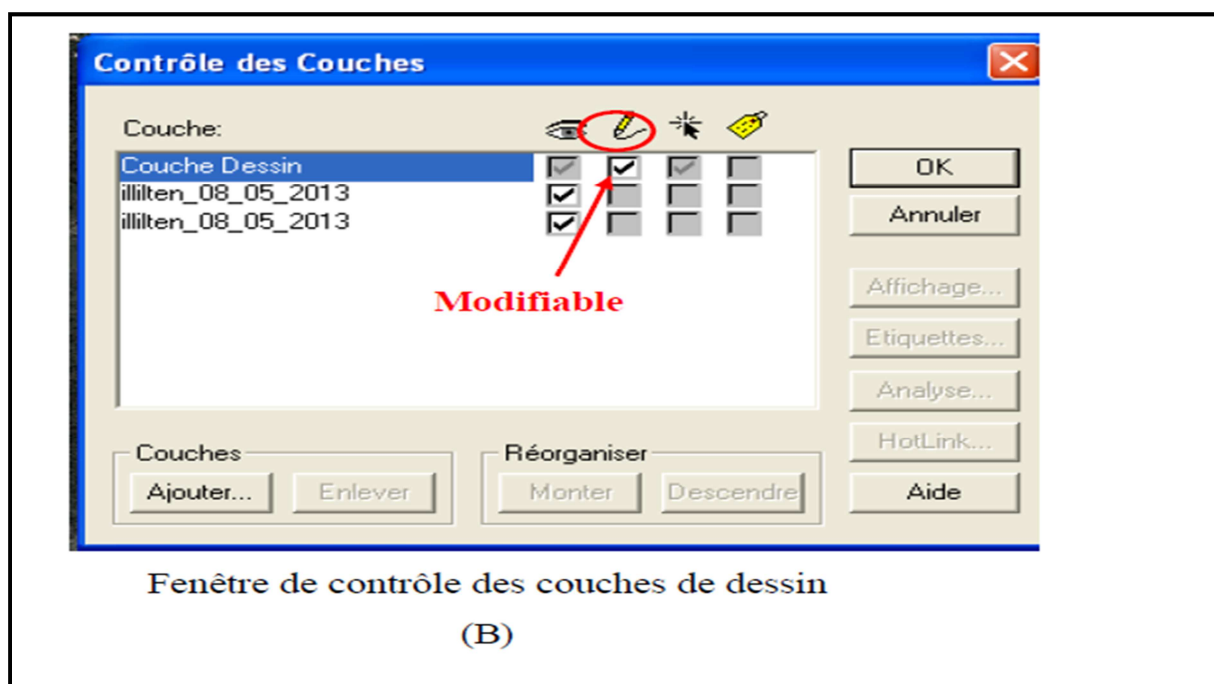 Contrôle des Couches
Couche:
Couche Dessin
illilten_08_05_2013
illilten_08_05_2013
Modifiable
OK
Annuler
Affichage...
Etiquettes...
Analyse...
HotLink...
Aide
Couches
Ajouter...
Enlever
Réorganiser
Monter
Descendre
Fenêtre de contrôle des couches de dessin
(B)